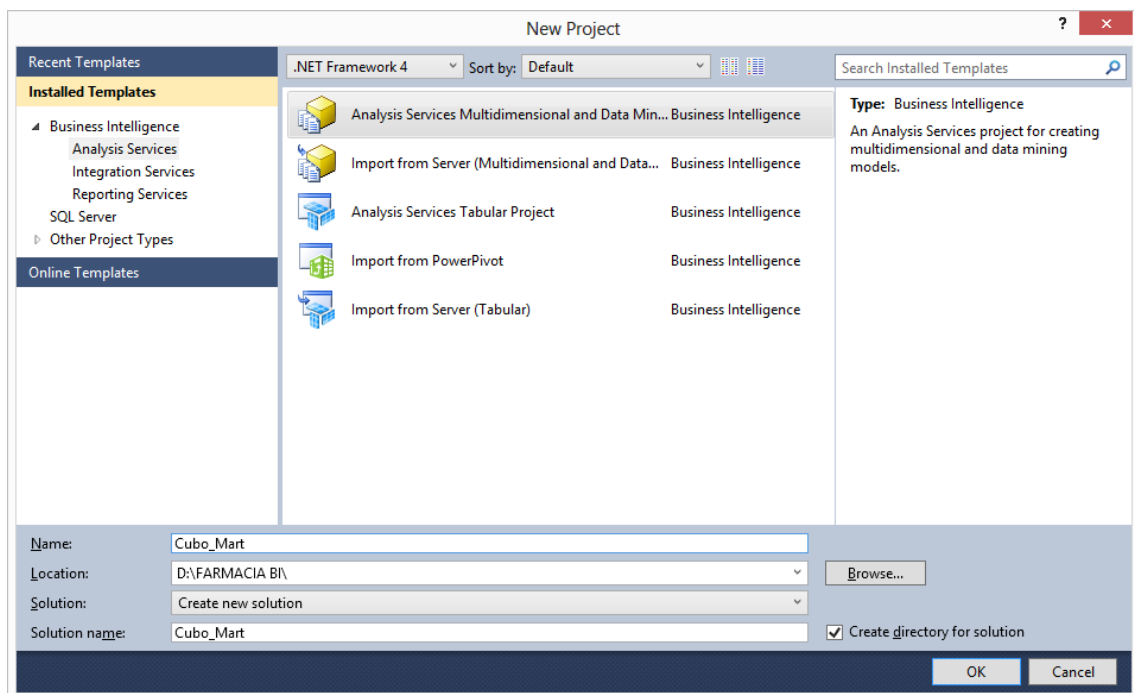 New Project
?
Recent Templates
Installed Templates
Business Intelligence
Analysis Services
Integration Services
Reporting Services
SQL Server
Other Project Types
Online Templates
.NET Framework 4 Sort by: Default
Search Installed Templates
Analysis Services Multidimensional and Data Min... Business Intelligence
Import from Server (Multidimensional and Data... Business Intelligence
Analysis Services Tabular Project Business Intelligence
Import from PowerPivot Business Intelligence
Import from Server (Tabular) Business Intelligence
Type: Business Intelligence
An Analysis Services project for creating
multidimensional and data mining
models.
Name: Cubo_Mart
Location: D:\FARMACIA BI\ Browse...
Solution: Create new solution
Solution name: Cubo_Mart Create directory for solution
OK Cancel